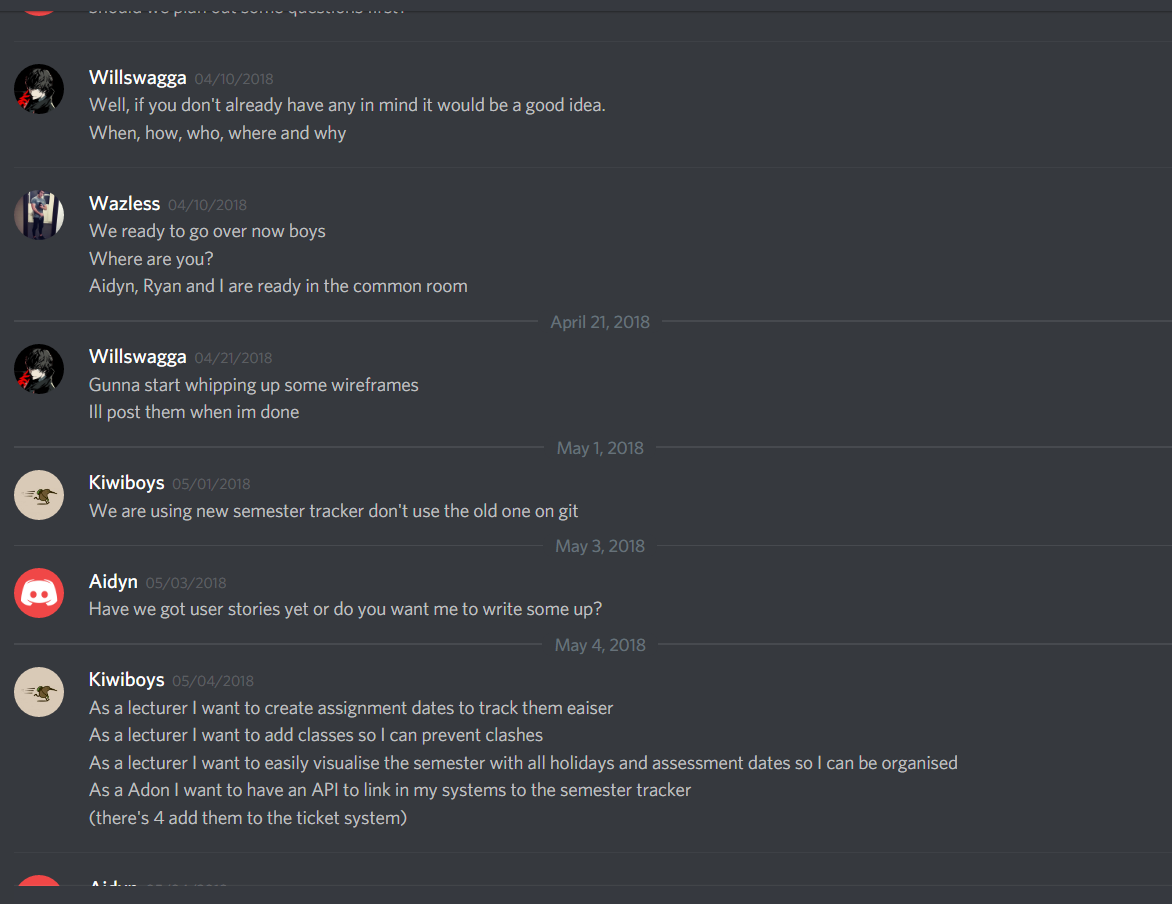 Should we plan out some questions first?
Willswagga 04/10/2018
Well, if you don't already have any in mind it would be a good idea.
When, how, who, where and why
Wazless 04/10/2018
We ready to go over now boys
Where are you?
Aidyn, Ryan and I are ready in the common room
April 21, 2018
Willswagga 04/21/2018
Gunna start whipping up some wireframes
Ill post them when im done
May 1, 2018
Kiwiboys 05/01/2018
We are using new semester tracker don't use the old one on git
May 3, 2018
Aidyn 05/03/2018
Have we got user stories yet or do you want me to write some up?
May 4, 2018
Kiwiboys 05/04/2018
As a lecturer I want to create assignment dates to track them eaiser
As a lecturer I want to add classes so I can prevent clashes
As a lecturer I want to easily visualise the semester with all holidays and assessment dates so I can be organised
As a Adon I want to have an API to link in my systems to the semester tracker
(there's 4 add them to the ticket system)
Aidyn